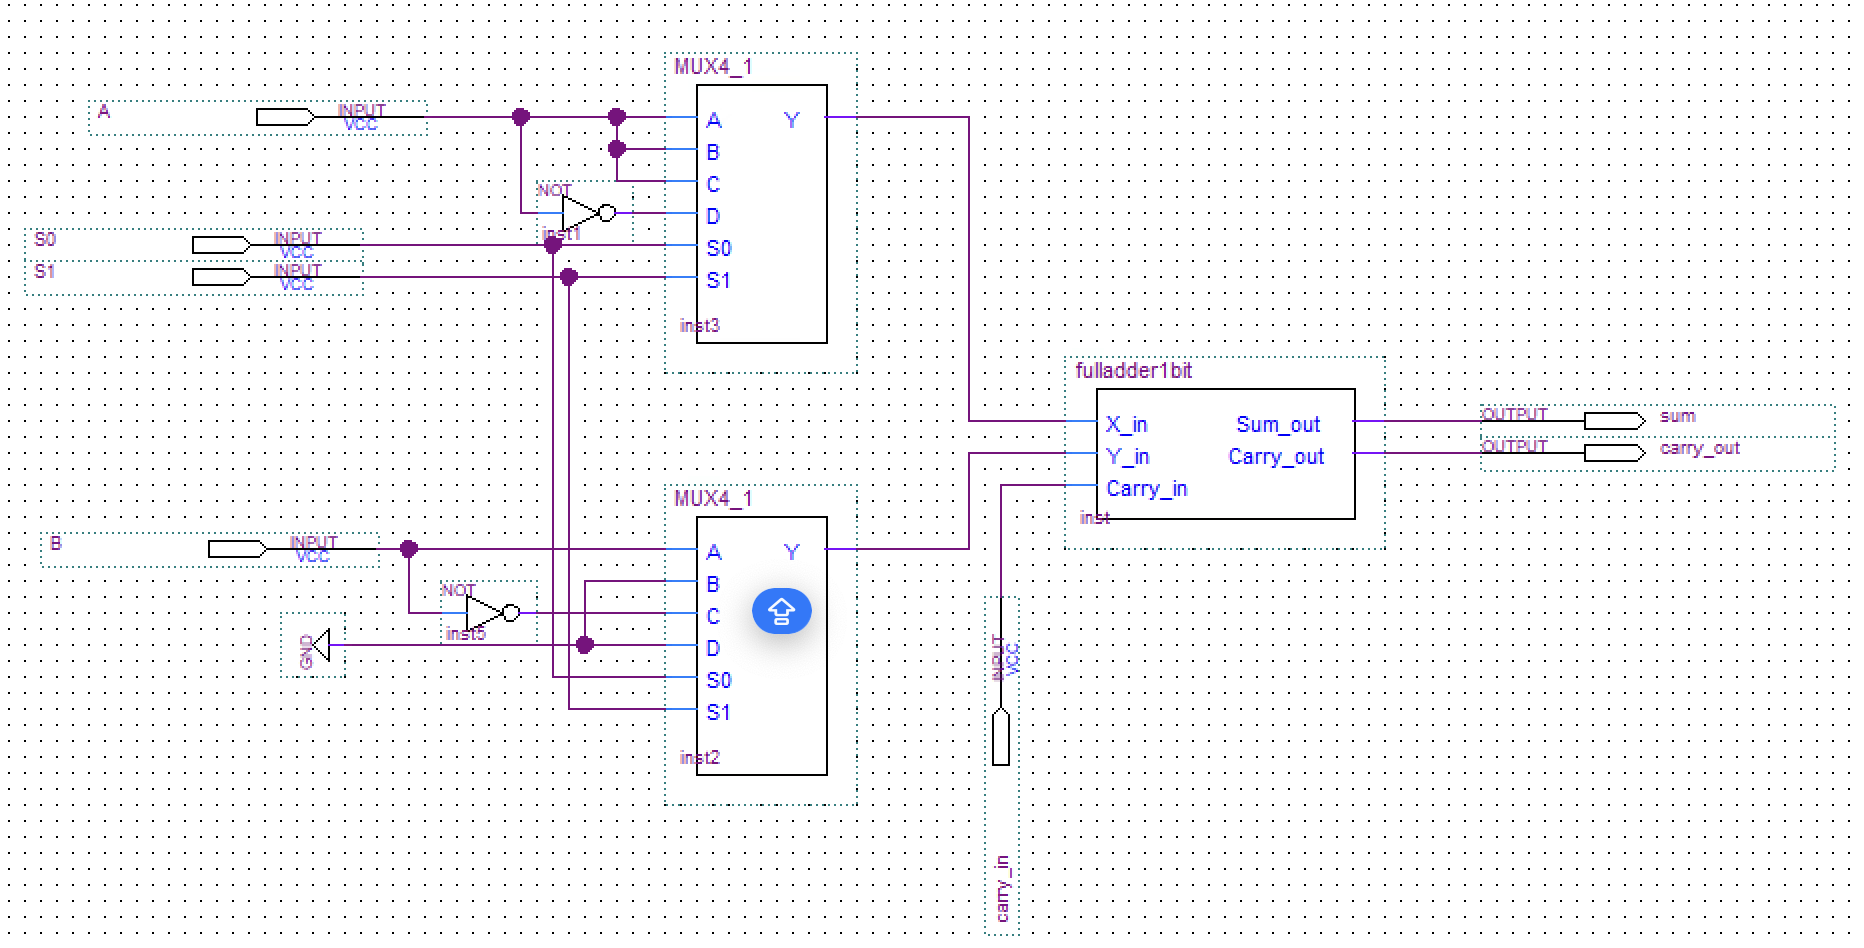 MUX4_1
A
INPUT
VCC
A
Y
B
C
NOT
D
inst1
S0
INPUT
VCC
S0
S1
INPUT
VCC
S1
inst3
fulladder1bit
X_in
Sum_out
OUTPUT
sum
Y_in
Carry_out
OUTPUT
carry_out
Carry_in
inst
MUX4_1
B
INPUT
VCC
A
Y
B
NOT
C
inst5
GND
D
S0
S1
inst2
INPUT
VCC
carry_in